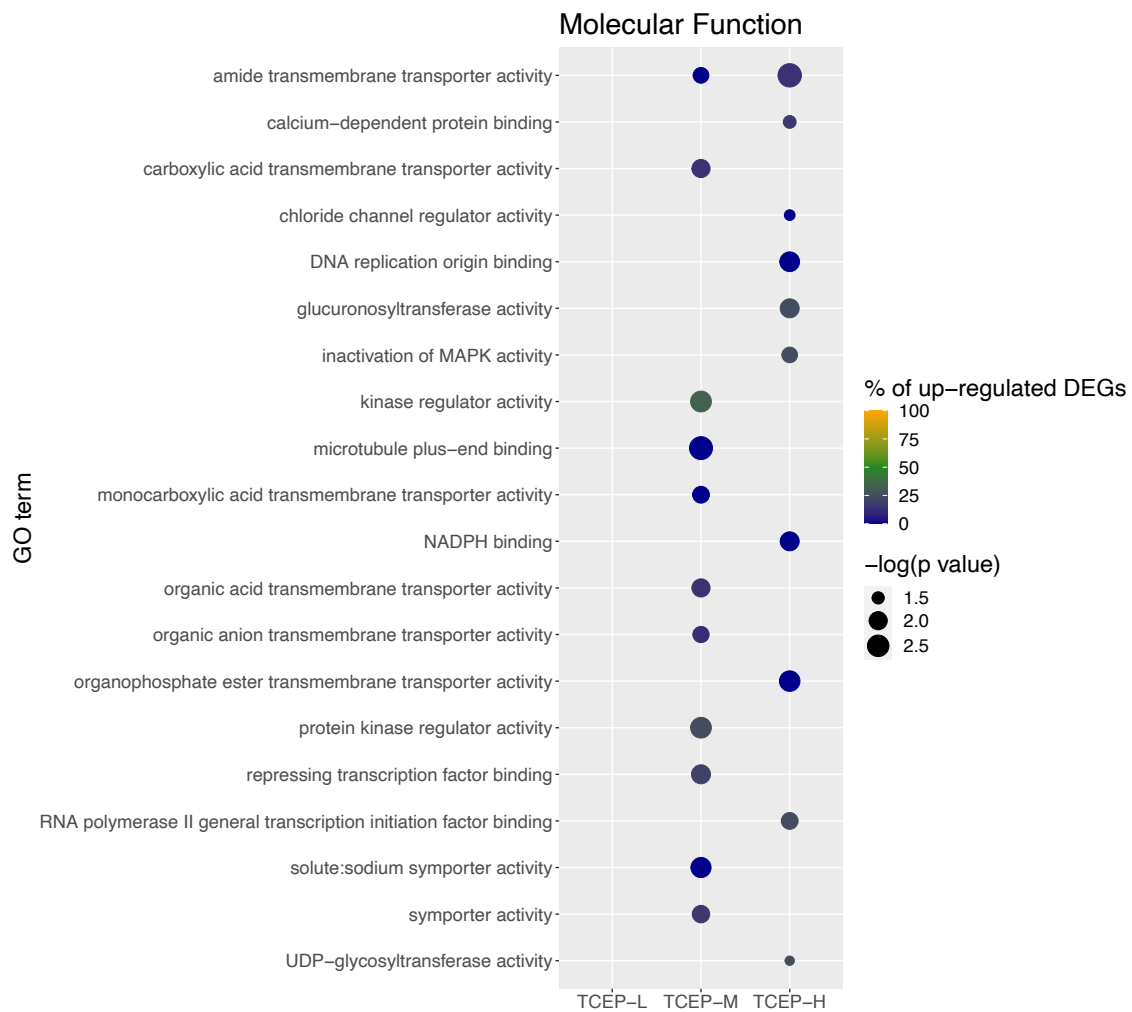 Molecular Function
amide transmembrane transporter activity
calcium−dependent protein binding
carboxylic acid transmembrane transporter activity
chloride channel regulator activity
DNA replication origin binding
glucuronosyltransferase activity
inactivation of MAPK activity
kinase regulator activity
microtubule plus−end binding
monocarboxylic acid transmembrane transporter activity
NADPH binding
organic acid transmembrane transporter activity
organic anion transmembrane transporter activity
organophosphate ester transmembrane transporter activity
protein kinase regulator activity
repressing transcription factor binding
RNA polymerase II general transcription initiation factor binding
solute:sodium symporter activity
symporter activity
UDP−glycosyltransferase activity
GO term
TCEP−L TCEP−M TCEP−H
% of up−regulated DEGs
100
75
50
25
0
−log(p value)
1.5
2.0
2.5